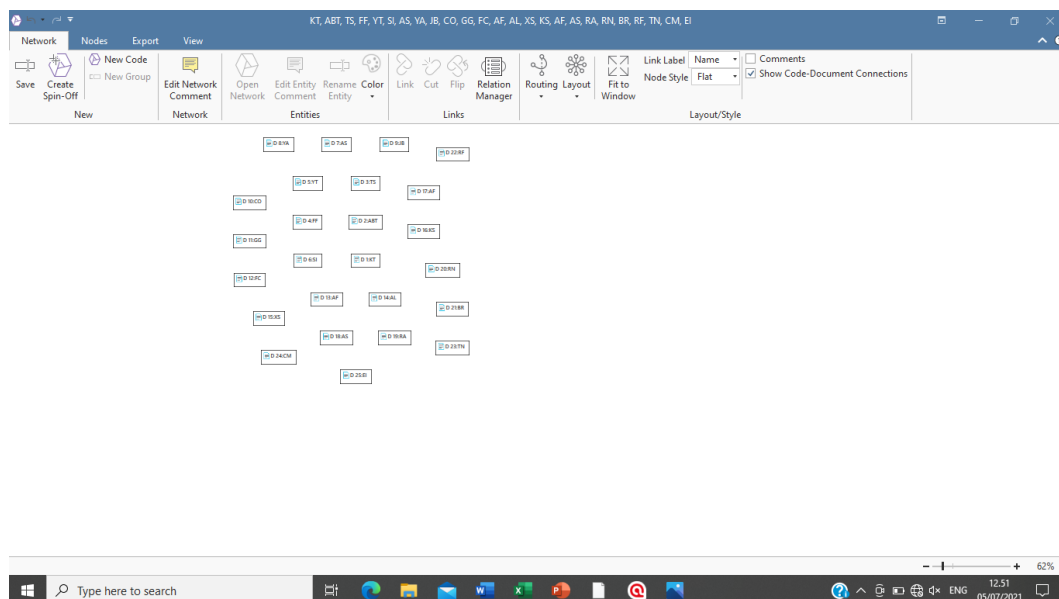 KT, ABT, TS, FF, YT, SI, AS, YA, JB, CO, GG, FC, AF, AL, XS, KS, AF, AS, RA, RN, BR, RF, TN, CM, EI
Network Nodes Export View
Save
Create Spin-Off
New Code
New Group
New
Edit Network Comment
Network
Open Network
Edit Entity Comment
Rename Entity
Color
Entities
Link
Cut
Flip
Relation Manager
Links
Routing
Layout
Fit to Window
Link Label Name
Node Style Flat
Comments
Show Code-Document Connections
Layout/Style
D 8:YA
D 7:AS
D 9:JB
D 22:RF
D 5:YT
D 3:TS
D 17:AF
D 10:CO
D 4:FF
D 2:ABT
D 16:KS
D 11:GG
D 6:SI
D 1:KT
D 20:RN
D 12:FC
D 13:AF
D 14:AL
D 21:BR
D 15:XS
D 18:AS
D 19:RA
D 23:TN
D 24:CM
D 25:EI
62%
Type here to search
ENG
12.51
05/07/2021